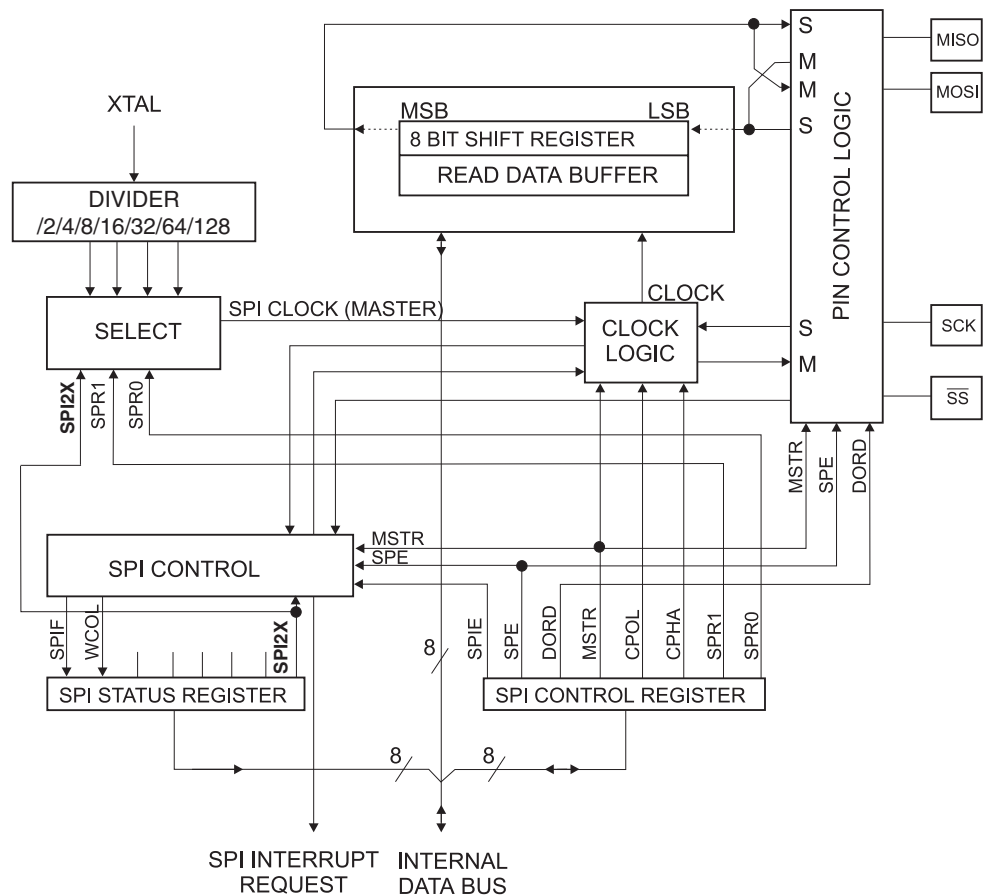 S
MISO
M
XTAL
M
MOSI
MSB
LSB
S
8 BIT SHIFT REGISTER
READ DATA BUFFER
DIVIDER
/2/4/8/16/32/64/128
PIN CONTROL LOGIC
SPI CLOCK (MASTER)
CLOCK
SELECT
CLOCK
LOGIC
S
SCK
M
SPI2X
SPR1
SPR0
SS
MSTR
SPE
DORD
MSTR
SPE
SPI CONTROL
SPIF
WCOL
SPI2X
SPIE
SPE
DORD
MSTR
CPOL
CPHA
SPR1
SPR0
8
SPI STATUS REGISTER
SPI CONTROL REGISTER
8
8
SPI INTERRUPT
REQUEST
INTERNAL
DATA BUS